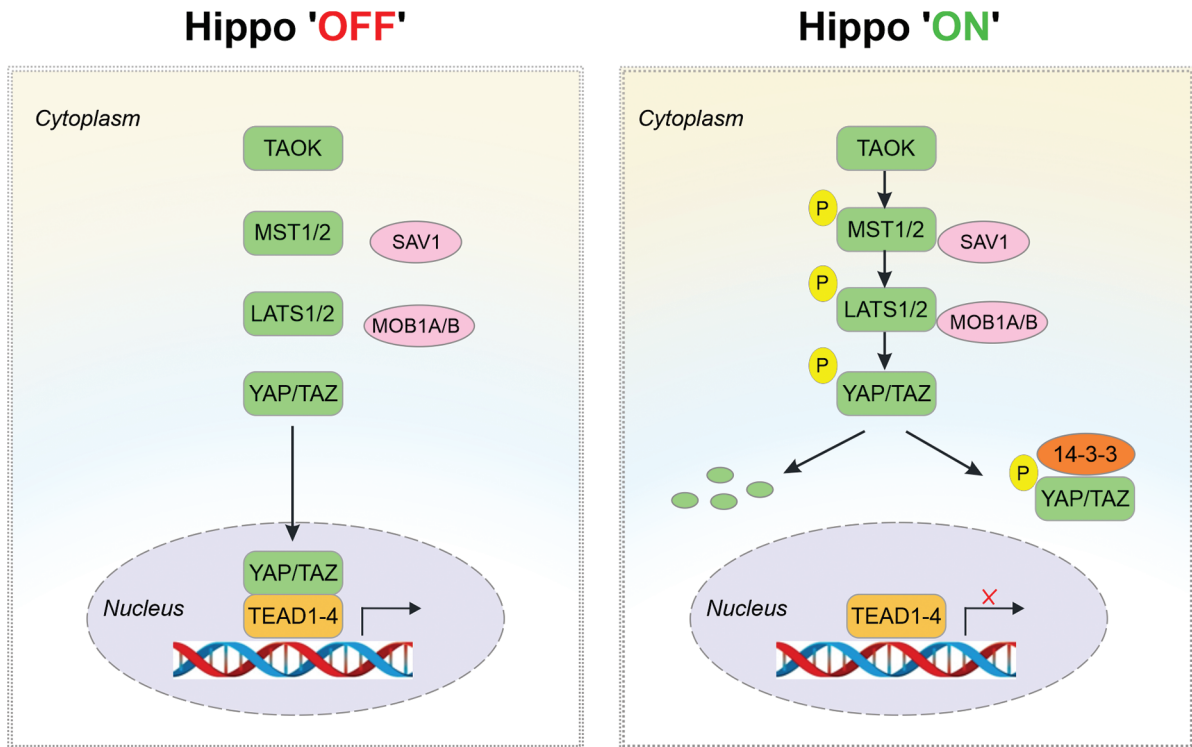 Hippo 'OFF'
Cytoplasm
TAOK
MST1/2
SAV1
LATS1/2
MOB1A/B
YAP/TAZ
YAP/TAZ
Nucleus
TEAD1-4
Hippo 'ON'
Cytoplasm
TAOK
P
MST1/2
SAV1
P
LATS1/2
MOB1A/B
P
YAP/TAZ
14-3-3
P
YAP/TAZ
Nucleus
TEAD1-4